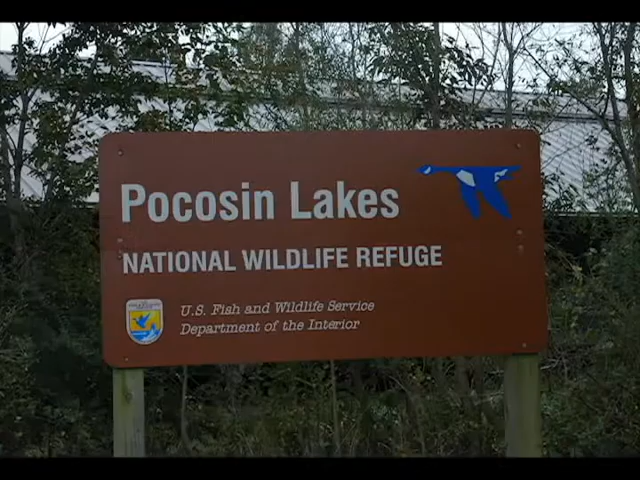 Pocosin Lakes
NATIONAL WILDLIFE REFUGE
U.S. Fish and Wildlife Service
Department of the Interior